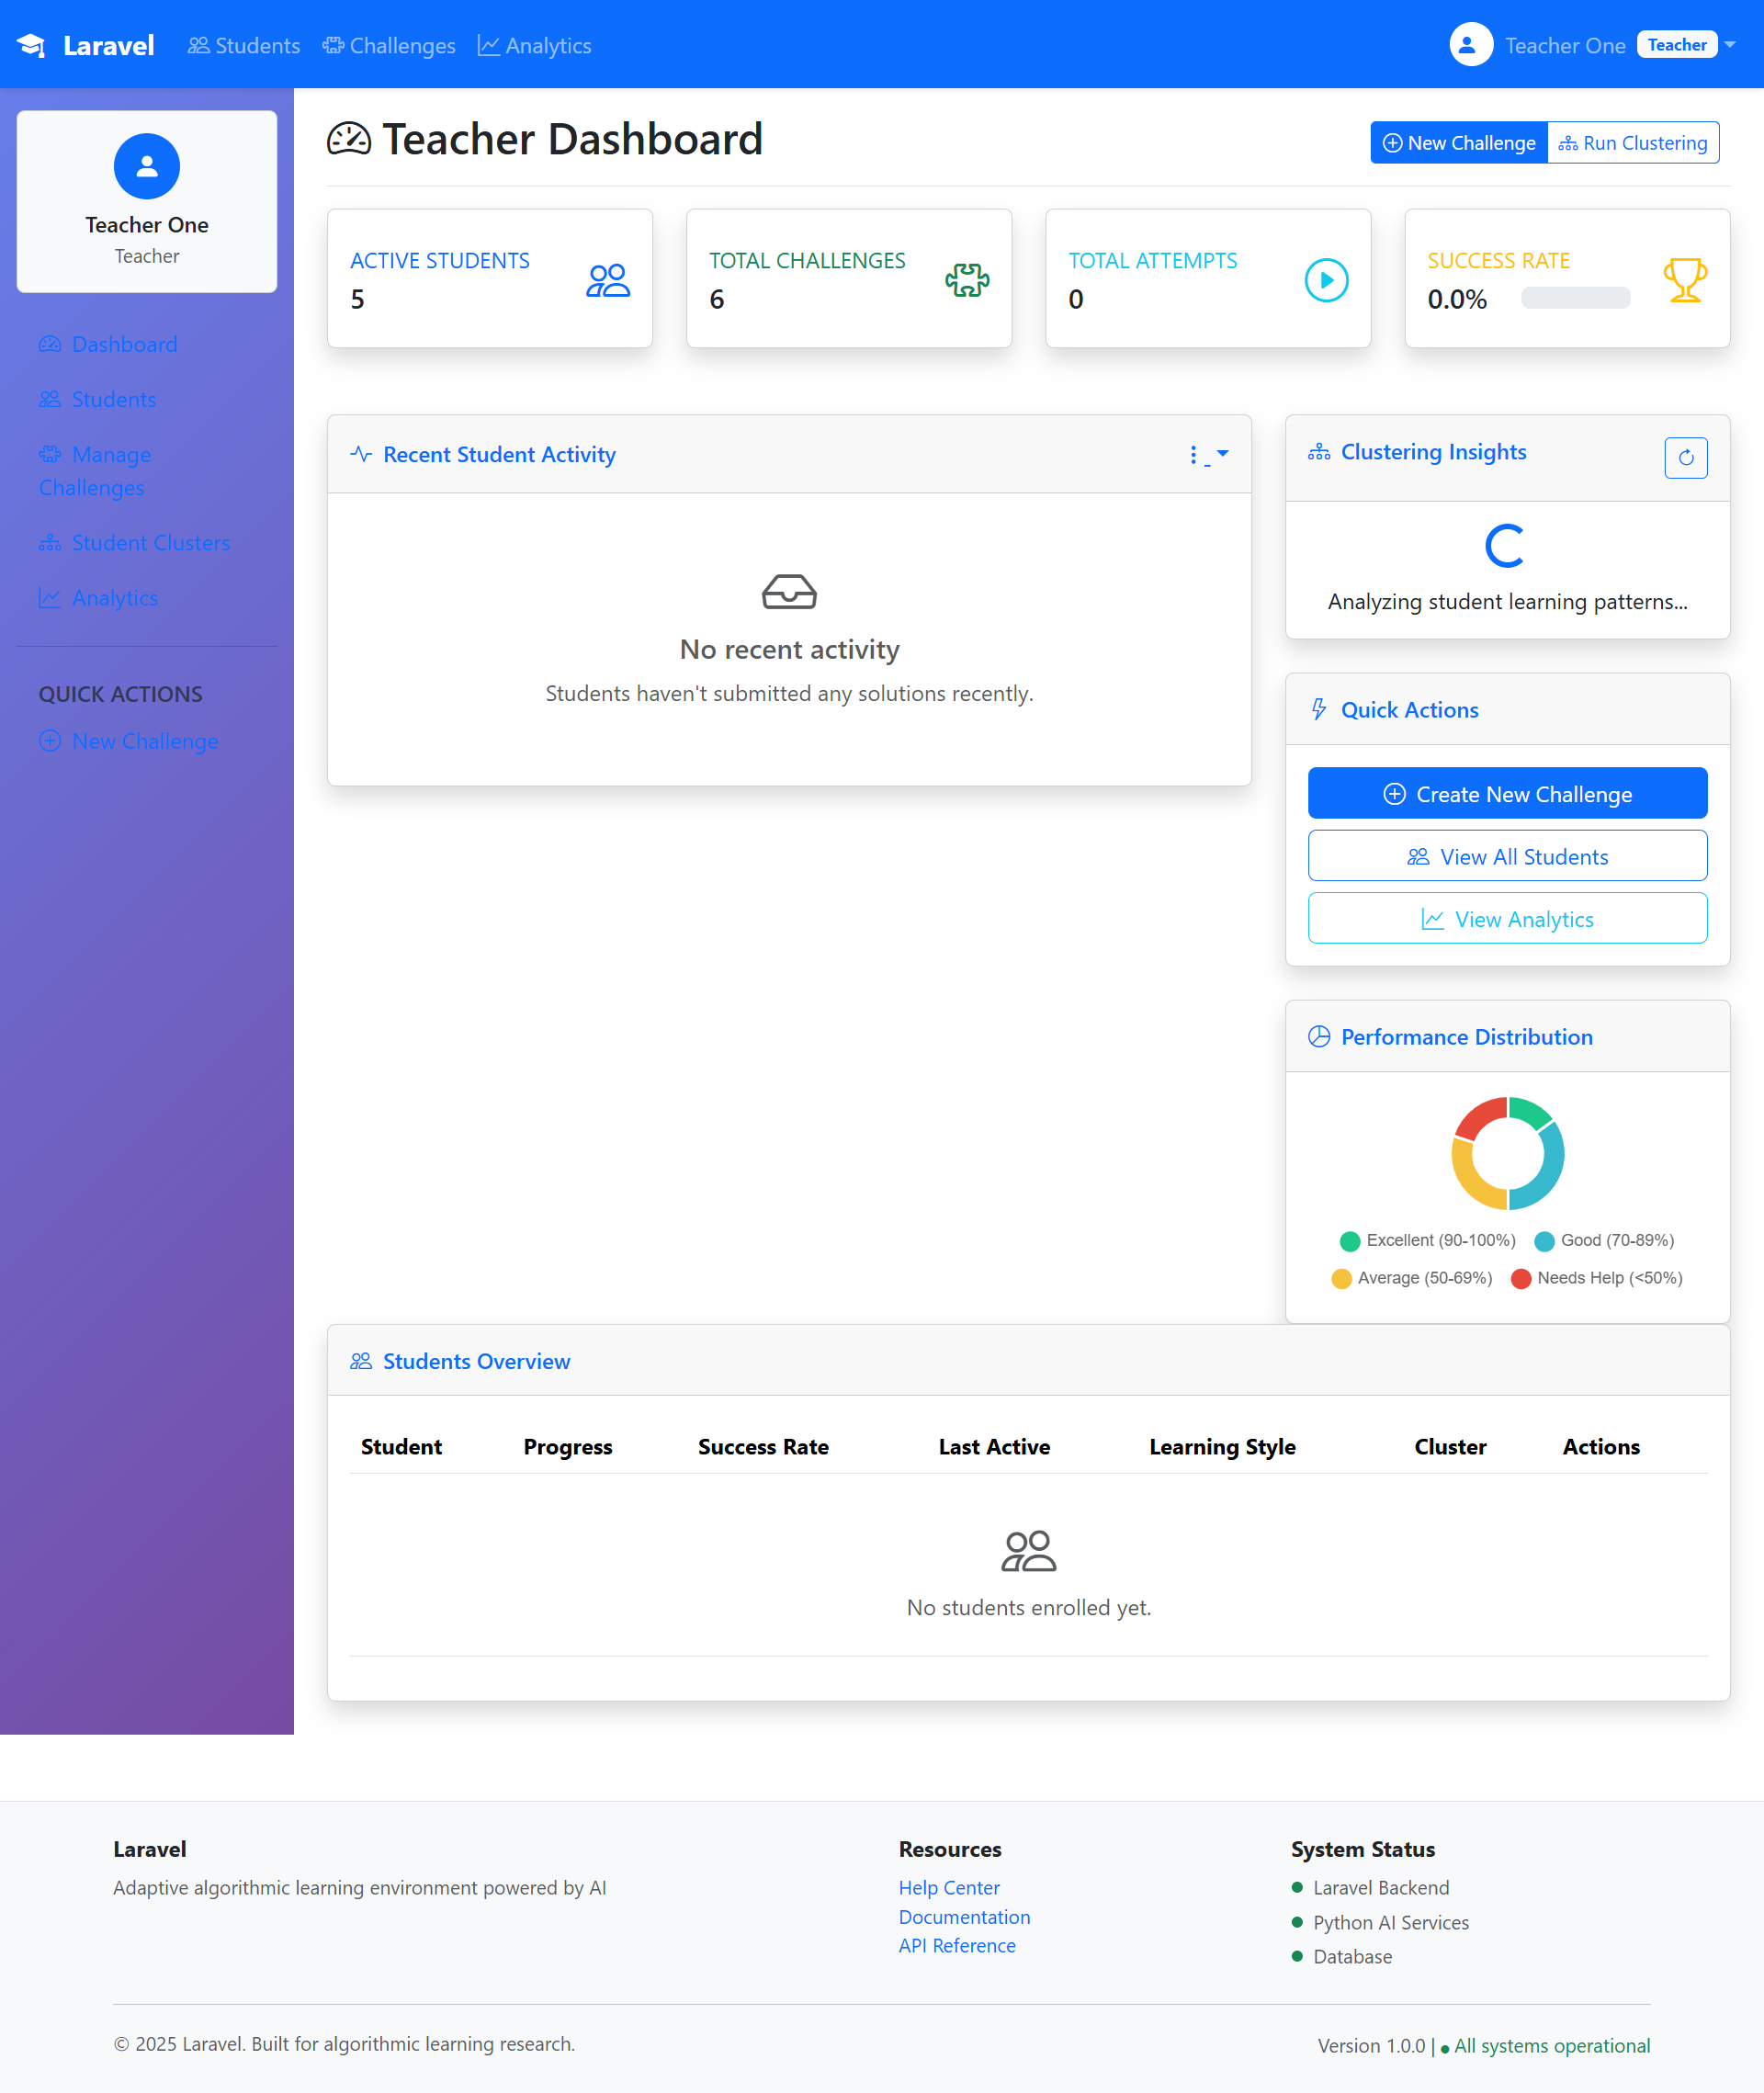 Laravel Students Challenges Analytics Teacher One Teacher
Teacher One
Teacher
Dashboard
Students
Manage
Challenges
Student Clusters
Analytics
QUICK ACTIONS
New Challenge
Teacher Dashboard
New Challenge Run Clustering
ACTIVE STUDENTS
5
TOTAL CHALLENGES
6
TOTAL ATTEMPTS
0
SUCCESS RATE
0.0%
Recent Student Activity
No recent activity
Students haven't submitted any solutions recently.
Clustering Insights
Analyzing student learning patterns...
Quick Actions
Create New Challenge
View All Students
View Analytics
Performance Distribution
Excellent (90-100%) Good (70-89%)
Average (50-69%) Needs Help (<50%)
Students Overview
Student Progress Success Rate Last Active Learning Style Cluster Actions
No students enrolled yet.
Laravel
Adaptive algorithmic learning environment powered by AI
Resources
Help Center
Documentation
API Reference
System Status
Laravel Backend
Python AI Services
Database
© 2025 Laravel. Built for algorithmic learning research.
Version 1.0.0 | All systems operational